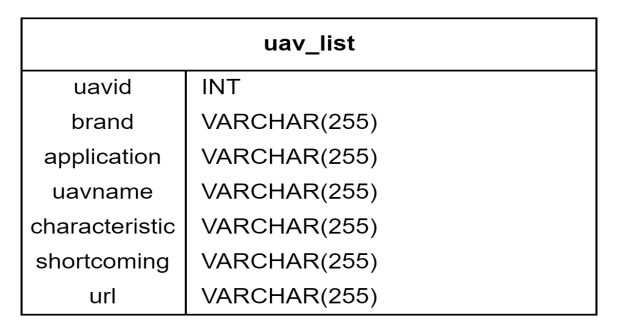 uav_list
uavid INT
brand VARCHAR(255)
application VARCHAR(255)
uavname VARCHAR(255)
characteristic VARCHAR(255)
shortcoming VARCHAR(255)
url VARCHAR(255)